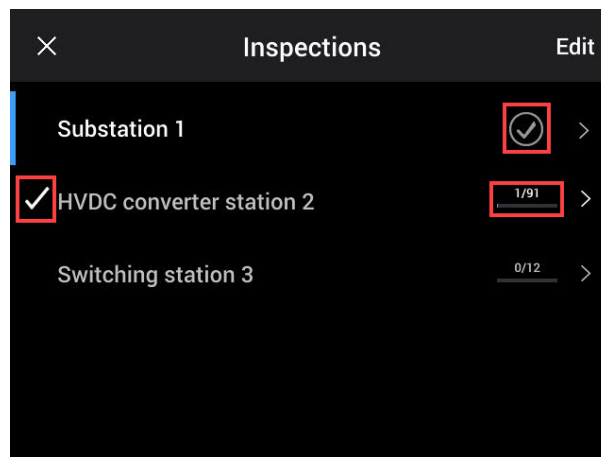 Inspections Edit
Substation 1
HVDC converter station 2 1/91
Switching station 3 0/12